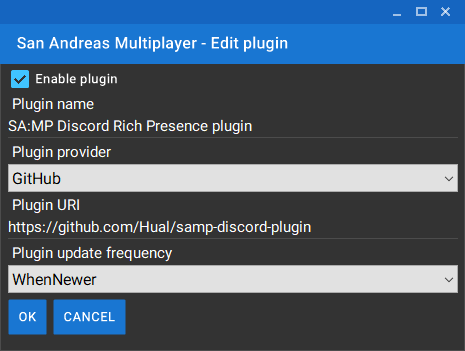 San Andreas Multiplayer - Edit plugin
Enable plugin
Plugin name
SA:MP Discord Rich Presence plugin
Plugin provider
GitHub
Plugin URI
https://github.com/Hual/samp-discord-plugin
Plugin update frequency
WhenNewer
OK CANCEL